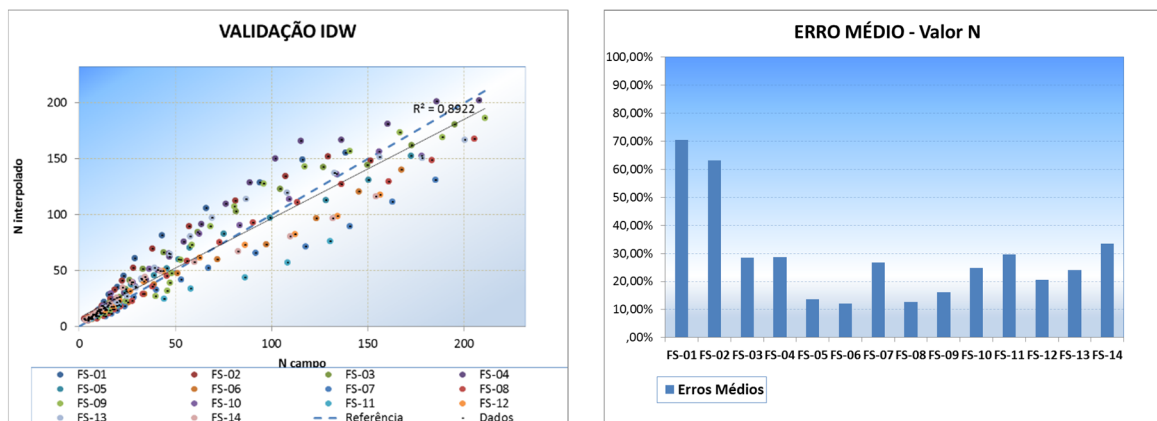 VALIDAÇÃO IDW
N interpolado
200
150
100
50
0
R² = 0,8922
0 50 100 150 200
N campo
FS-01 FS-02 FS-03 FS-04
FS-05 FS-06 FS-07 FS-08
FS-09 FS-10 FS-11 FS-12
FS-13 FS-14 Referência Dados
ERRO MÉDIO - Valor N
100,00%
90,00%
80,00%
70,00%
60,00%
50,00%
40,00%
30,00%
20,00%
10,00%
,00%
FS-01 FS-02 FS-03 FS-04 FS-05 FS-06 FS-07 FS-08 FS-09 FS-10 FS-11 FS-12 FS-13 FS-14
Erros Médios